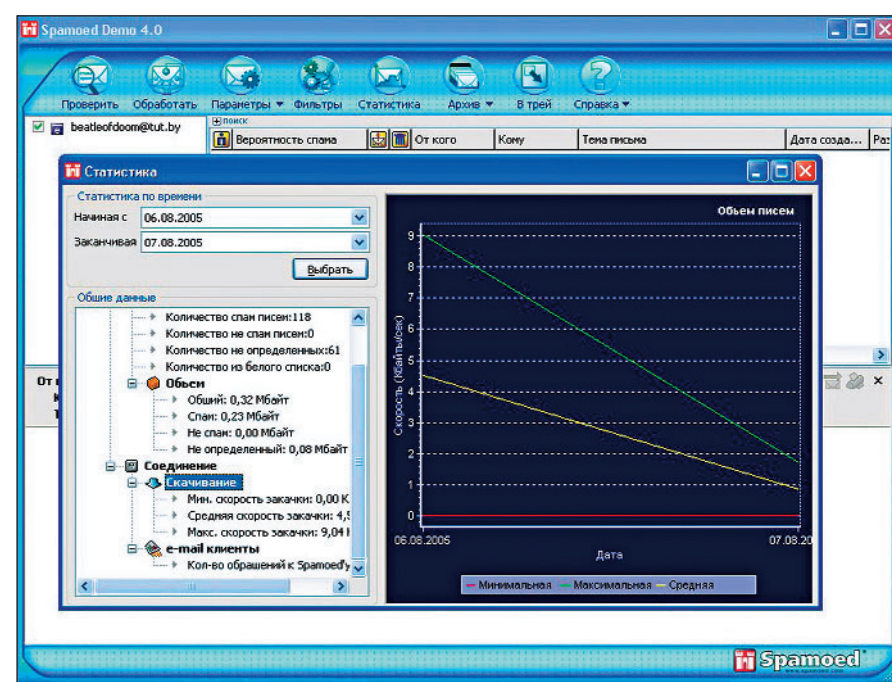 Spamoed Demo 4.0
Проверить Обработать Параметры Фильтры Статистика Архив В трей Справка
beatleofdoom@tut.by
поиск
Вероятность спама От кого Кому Тема письма Дата созда... Раз
Статистика
Статистика по времени
Начиная с 06.08.2005
Заканчивая 07.08.2005
Выбрать
Общие данные
Количество спам писем:118
Количество не спам писем:0
Количество не определенных:61
Количество из белого списка:0
Объем
Общий: 0,32 Мбайт
Спам: 0,23 Мбайт
Не спам: 0,00 Мбайт
Не определенный: 0,08 Мбайт
Соединение
Скачивание
Мин. скорость закачки: 0,00 К
Средняя скорость закачки: 4,5
Макс. скорость закачки: 9,04
e-mail клиенты
Кол-во обращений к Spamoed'у
Объем писем
Скорость (Кбайты/сек)
9
8
7
6
5
4
3
2
1
0
06.08.2005 07.08.20
Дата
Минимальная Максимальная Средняя
От
Spamoed